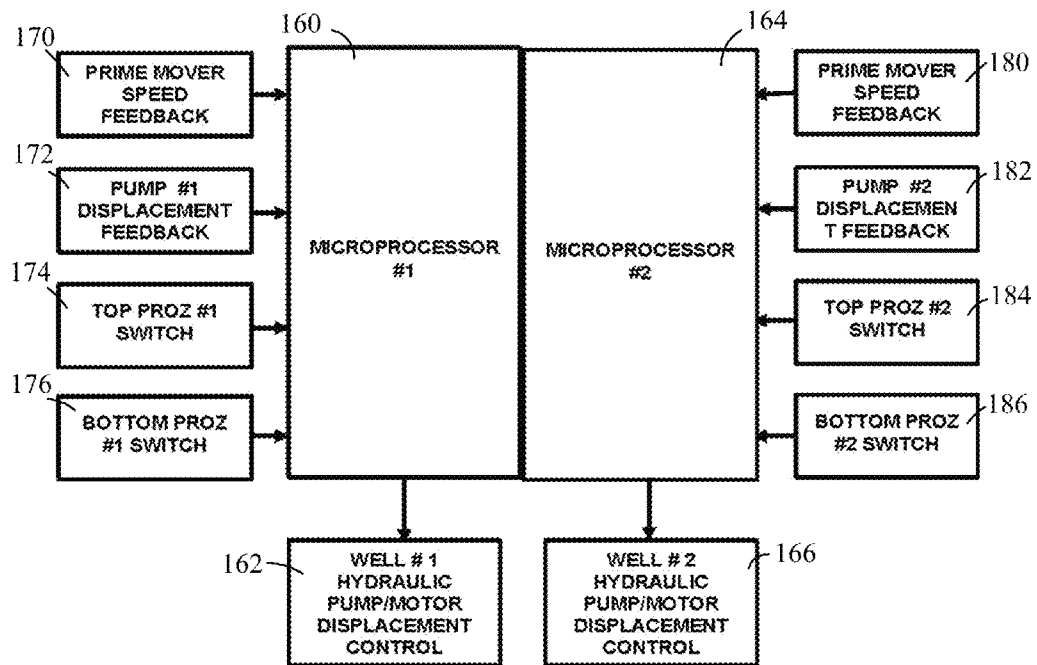 160
164
170
PRIME MOVER
SPEED
FEEDBACK
PRIME MOVER
SPEED
FEEDBACK
180
172
PUMP #1
DISPLACEMENT
FEEDBACK
MICROPROCESSOR
#1
MICROPROCESSOR
#2
PUMP #2
DISPLACEMEN
T FEEDBACK
182
174
TOP PROZ #1
SWITCH
TOP PROZ #2
SWITCH
184
176
BOTTOM PROZ
#1 SWITCH
BOTTOM PROZ
#2 SWITCH
186
162
WELL # 1
HYDRAULIC
PUMP/MOTOR
DISPLACEMENT
CONTROL
WELL # 2
HYDRAULIC
PUMP/MOTOR
DISPLACEMENT
CONTROL
166